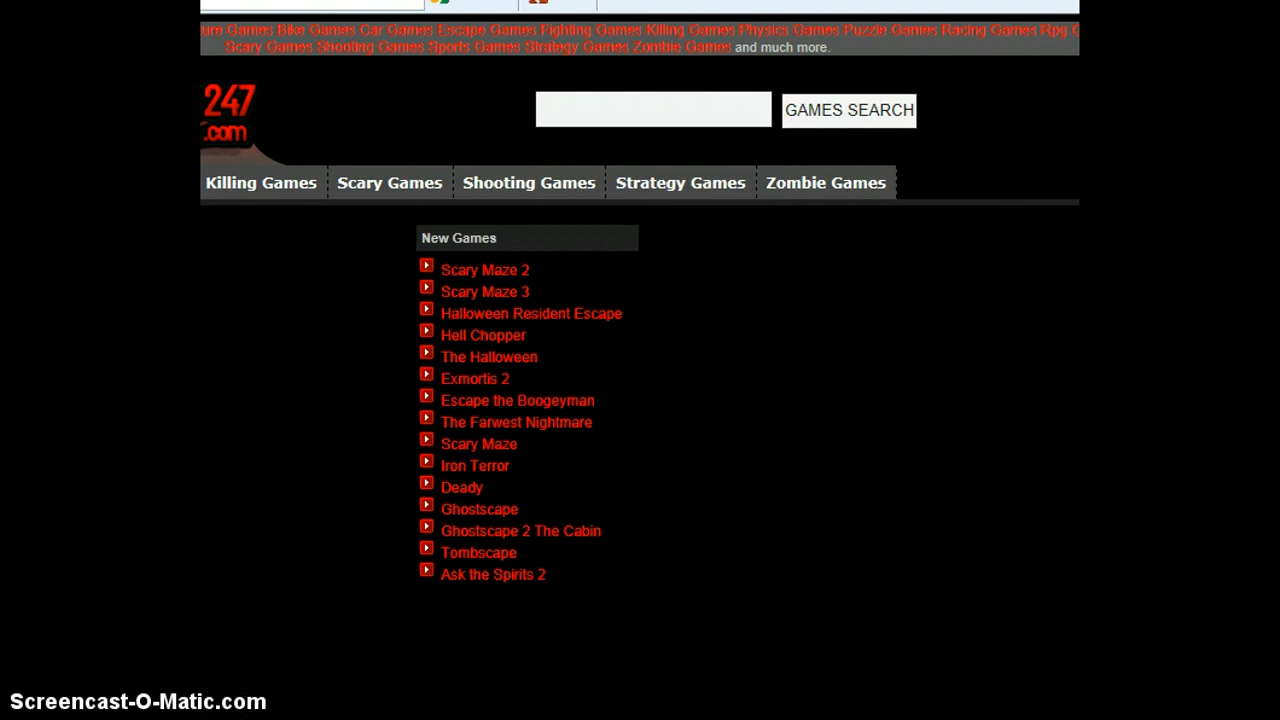 ure Games Bike Games Car Games Escape Games Fighting Games Killing Games Physics Games Puzzle Games Racing Games Rpg
Scary Games Shooting Games Sports Games Strategy Games Zombie Games and much more.
247
.com
GAMES SEARCH
Killing Games Scary Games Shooting Games Strategy Games Zombie Games
New Games
Scary Maze 2
Scary Maze 3
Halloween Resident Escape
Hell Chopper
The Halloween
Exmortis 2
Escape the Boogeyman
The Farwest Nightmare
Scary Maze
Iron Terror
Deady
Ghostscape
Ghostscape 2 The Cabin
Tombscape
Ask the Spirits 2
Screencast-O-Matic.com